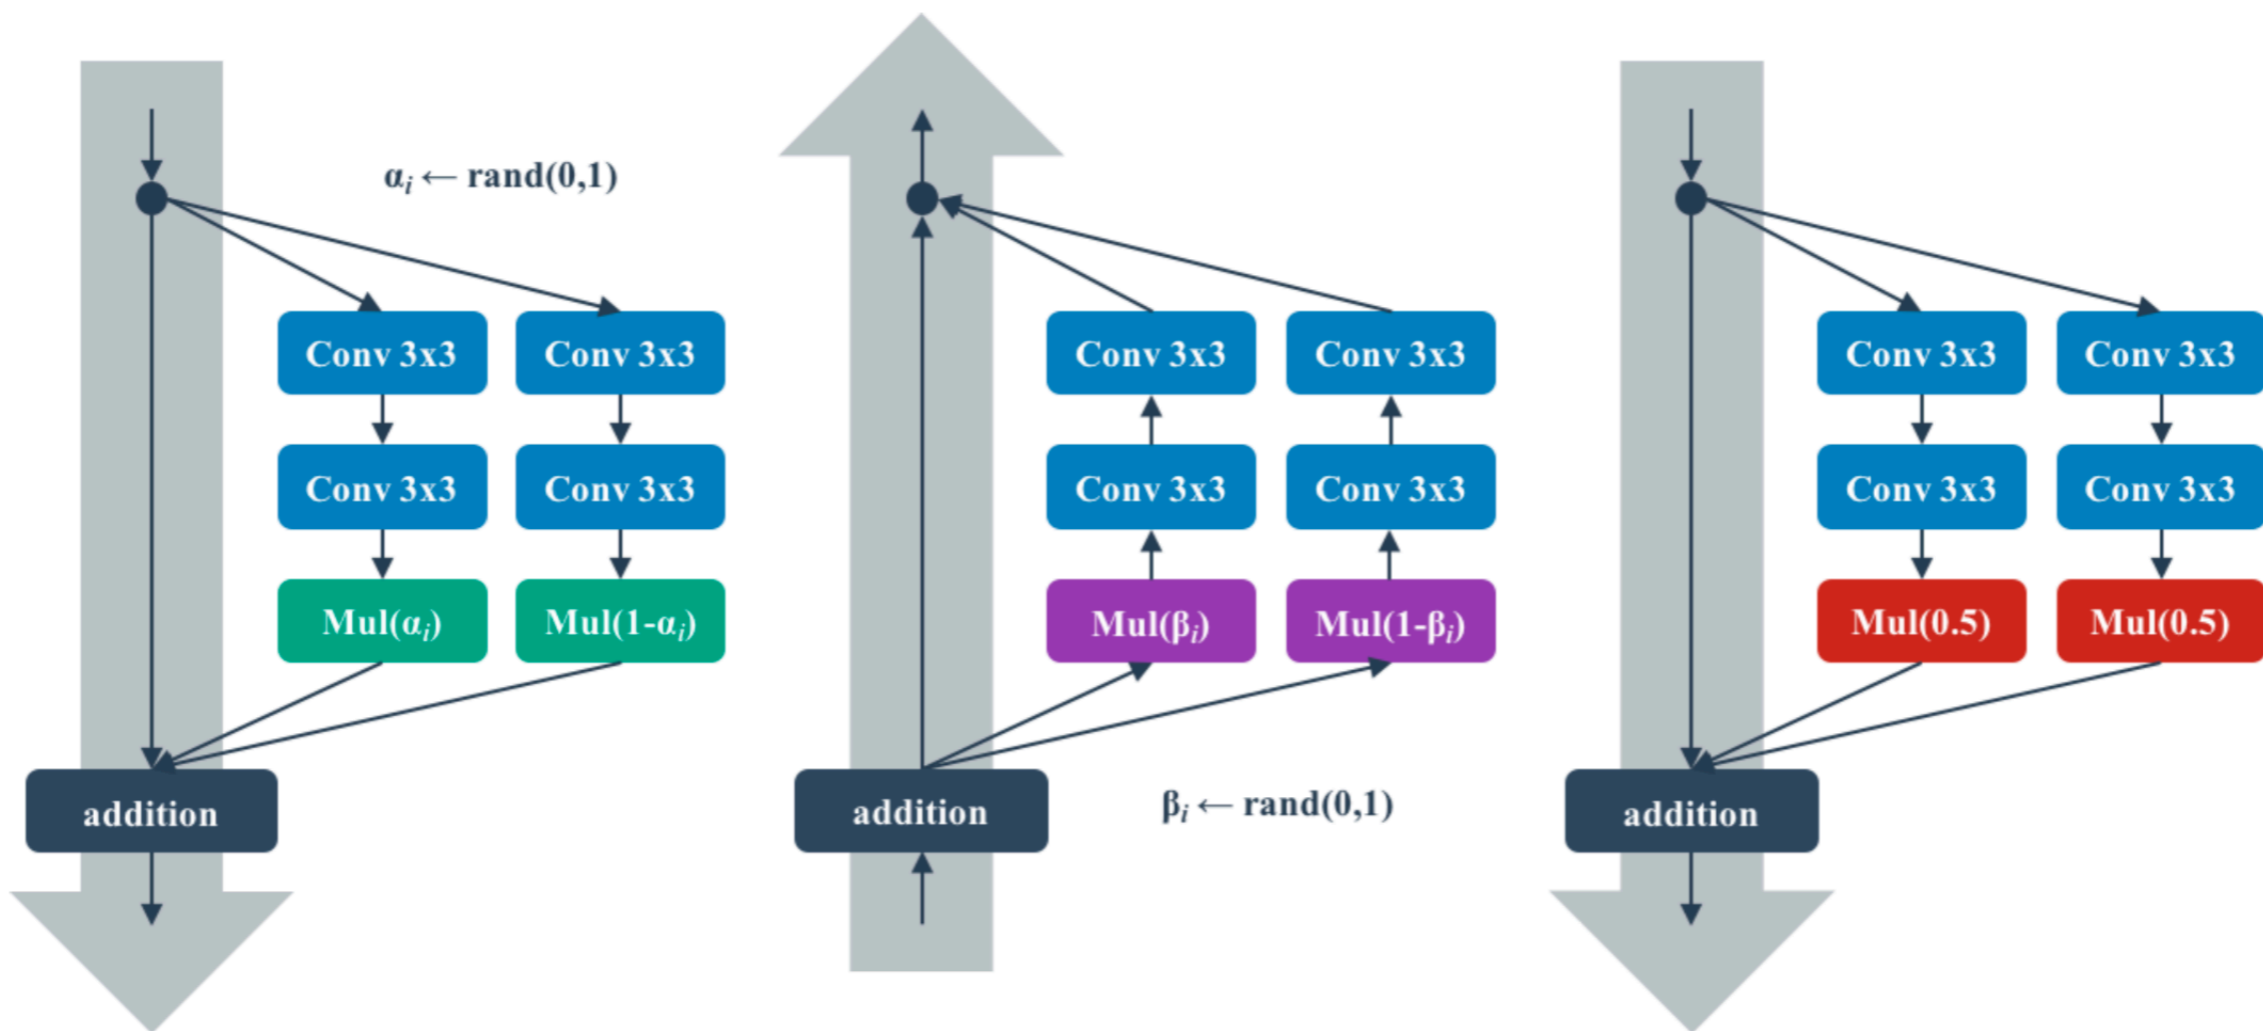 αᵢ ← rand(0,1)
Conv 3x3 Conv 3x3
Conv 3x3 Conv 3x3
Mul(αᵢ) Mul(1-αᵢ)
addition
Conv 3x3 Conv 3x3
Conv 3x3 Conv 3x3
Mul(βᵢ) Mul(1-βᵢ)
addition
βᵢ ← rand(0,1)
Conv 3x3 Conv 3x3
Conv 3x3 Conv 3x3
Mul(0.5) Mul(0.5)
addition